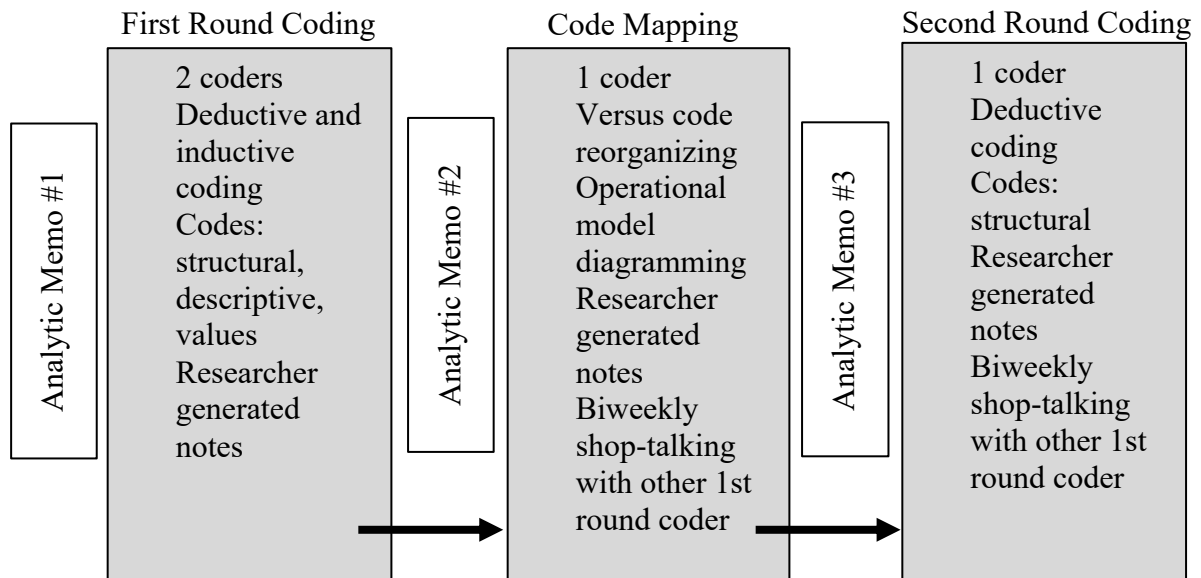 First Round Coding
Analytic Memo #1
2 coders
Deductive and
inductive
coding
Codes:
structural,
descriptive,
values
Researcher
generated
notes
Code Mapping
Analytic Memo #2
1 coder
Versus code
reorganizing
Operational
model
diagramming
Researcher
generated
notes
Biweekly
shop-talking
with other 1st
round coder
Second Round Coding
Analytic Memo #3
1 coder
Deductive
coding
Codes:
structural
Researcher
generated
notes
Biweekly
shop-talking
with other 1st
round coder